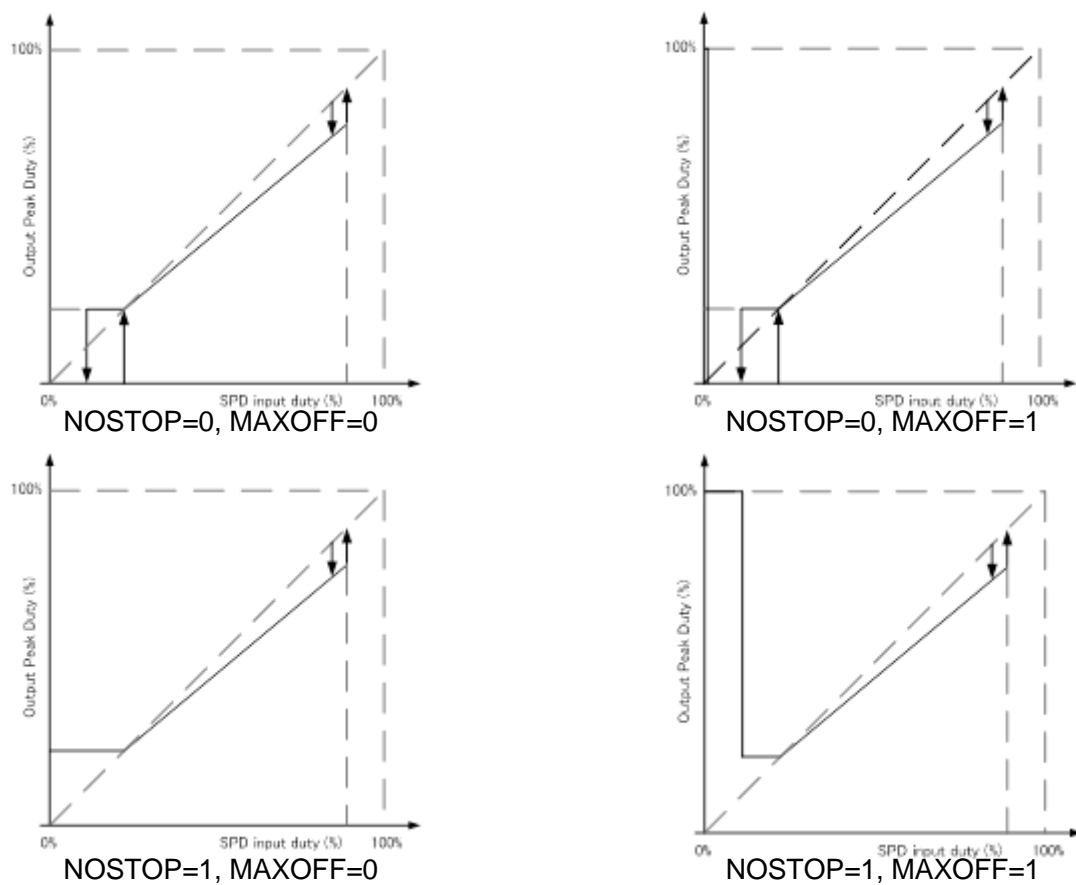 100%
Output Peak Duty (%)
0%
SPD input duty (%)
100%
NOSTOP=0, MAXOFF=0
100%
Output Peak Duty (%)
0%
SPD input duty (%)
100%
NOSTOP=0, MAXOFF=1
100%
Output Peak Duty (%)
0%
SPD input duty (%)
100%
NOSTOP=1, MAXOFF=0
100%
Output Peak Duty (%)
0%
SPD input duty (%)
100%
NOSTOP=1, MAXOFF=1